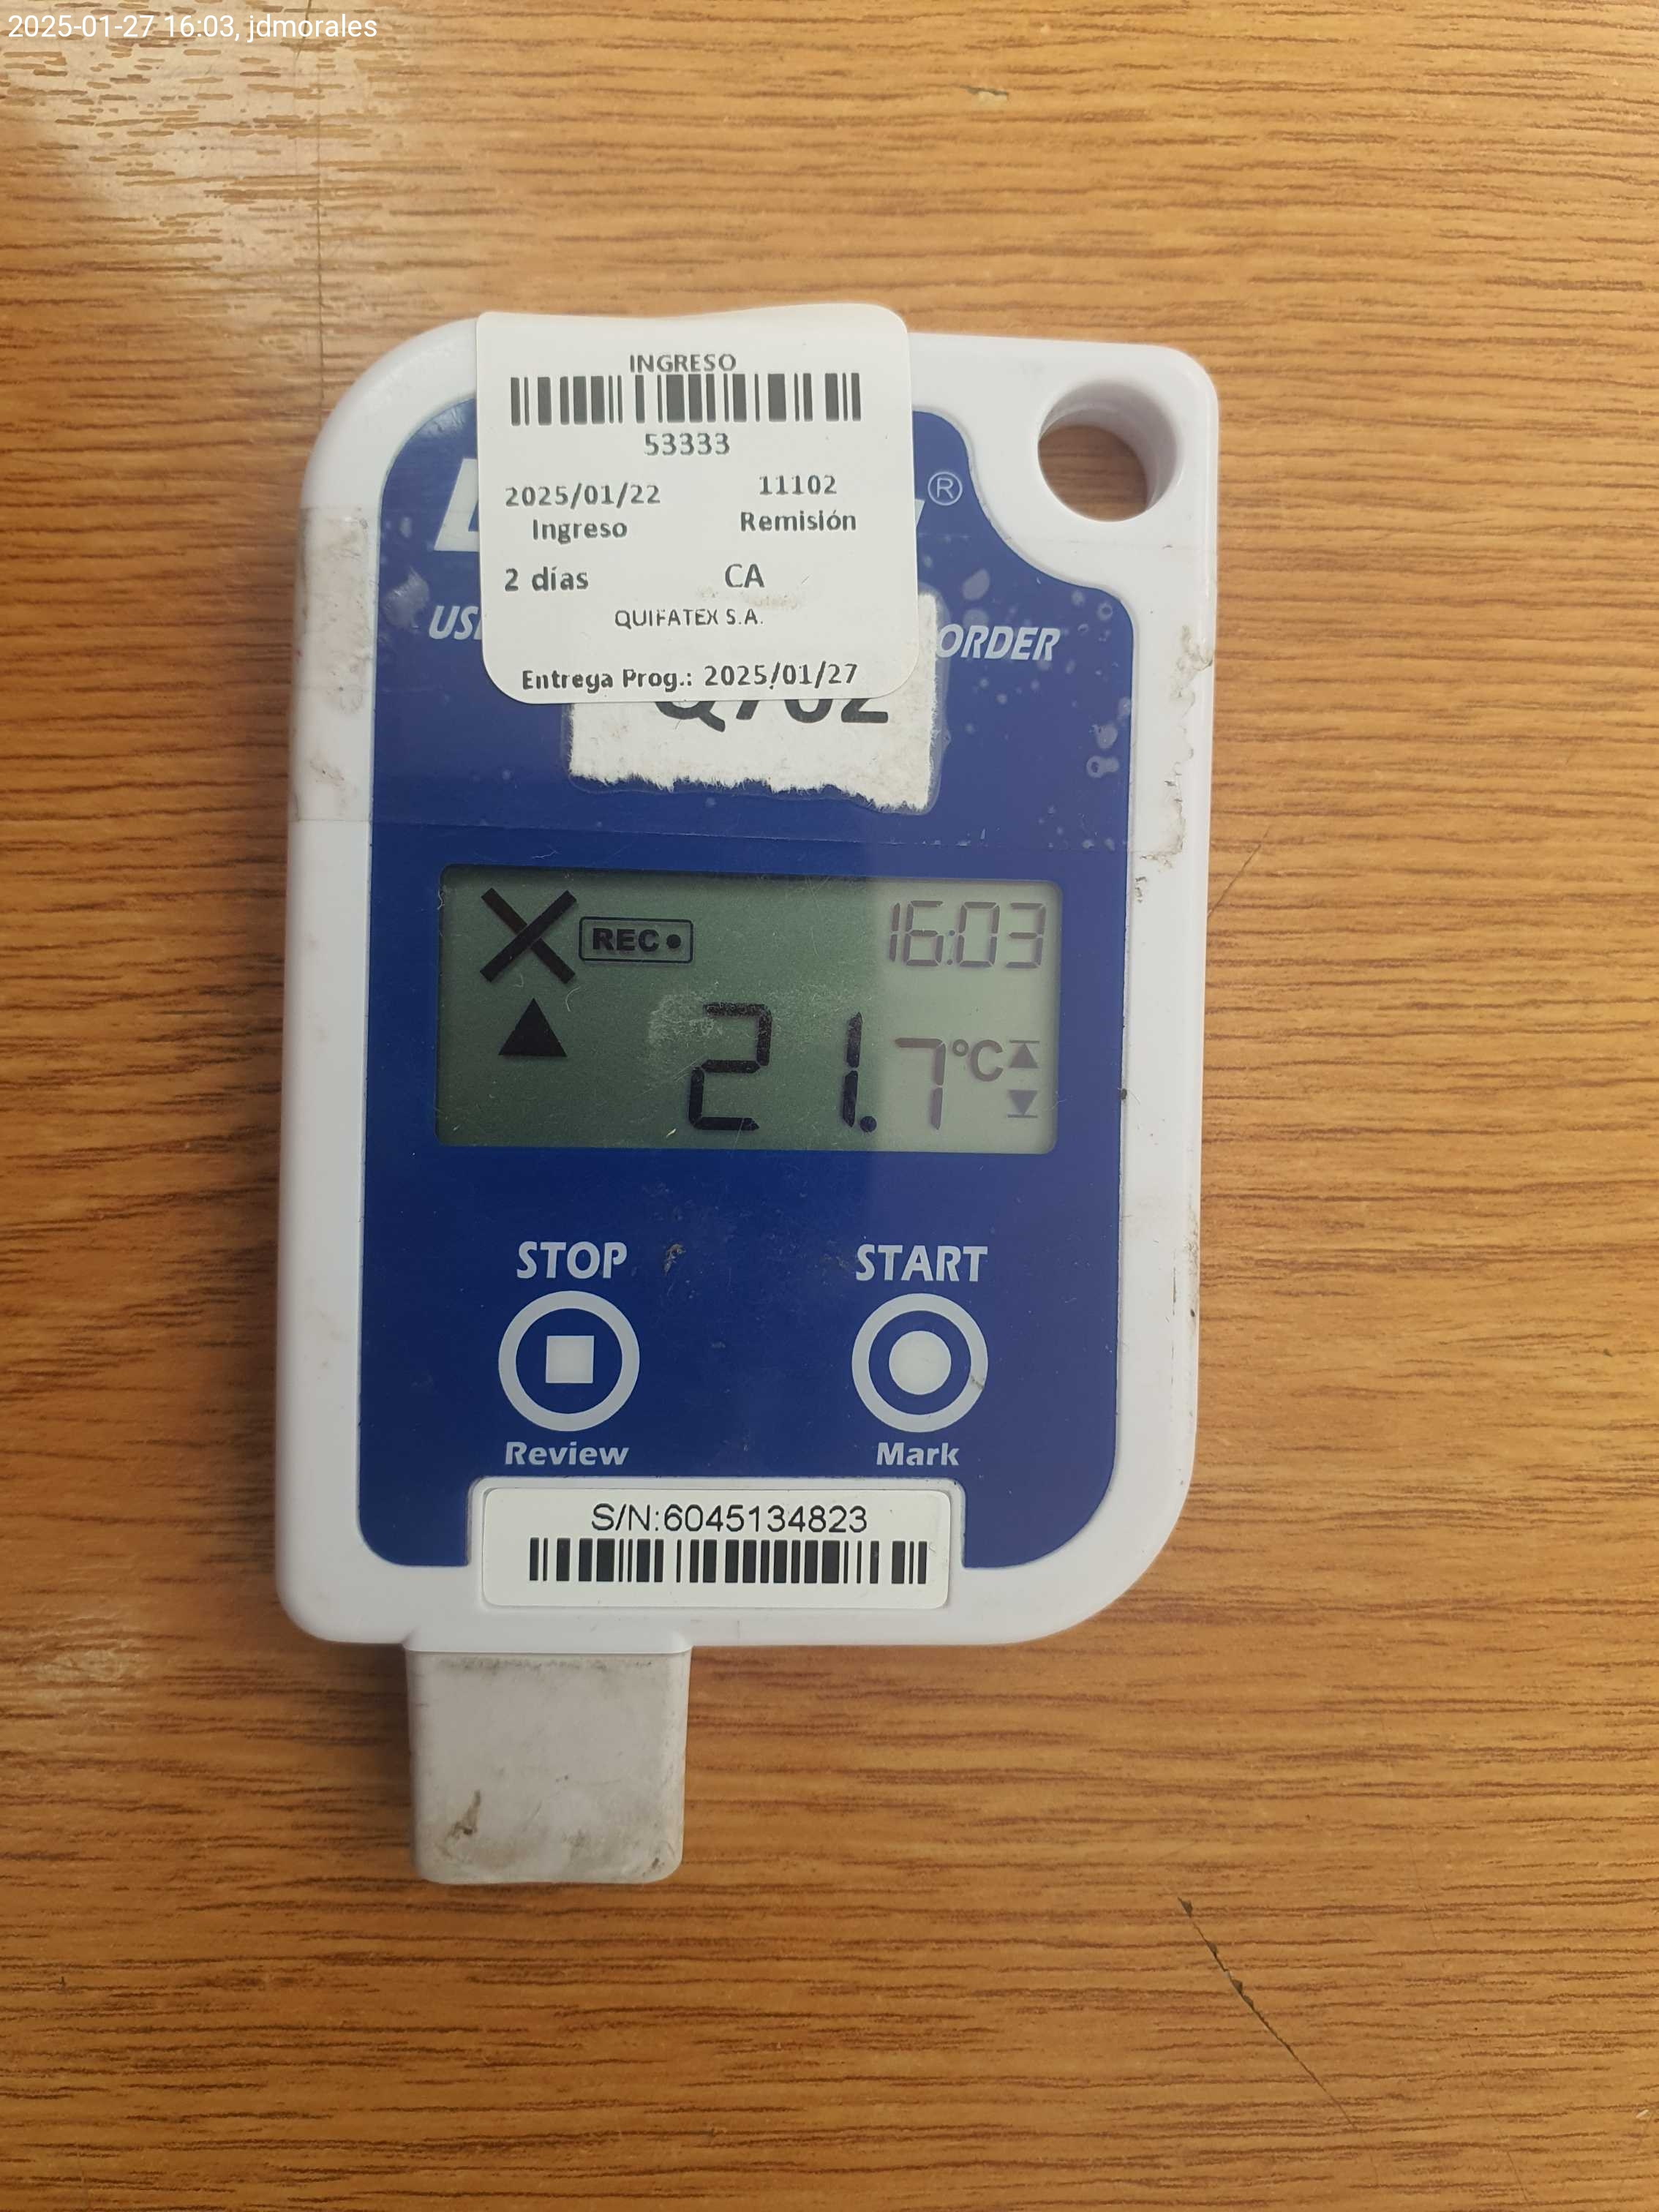 2025-01-27 16:03, jdmorales
INGRESO
53333
2025/01/22 11102
Ingreso Remisión
2 días CA
QUIFATEX S.A.
Entrega Prog.: 2025/01/27
®
ORDER
REC
16:03
21.7 °C
STOP START
Review Mark
S/N:6045134823